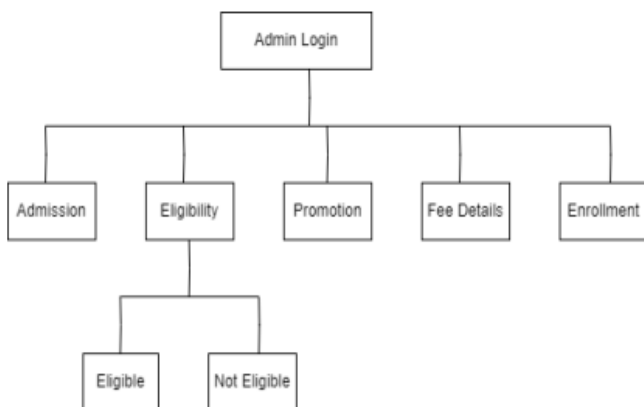 Admin Login
Admission
Eligibility
Promotion
Fee Details
Enrollment
Eligible
Not Eligible